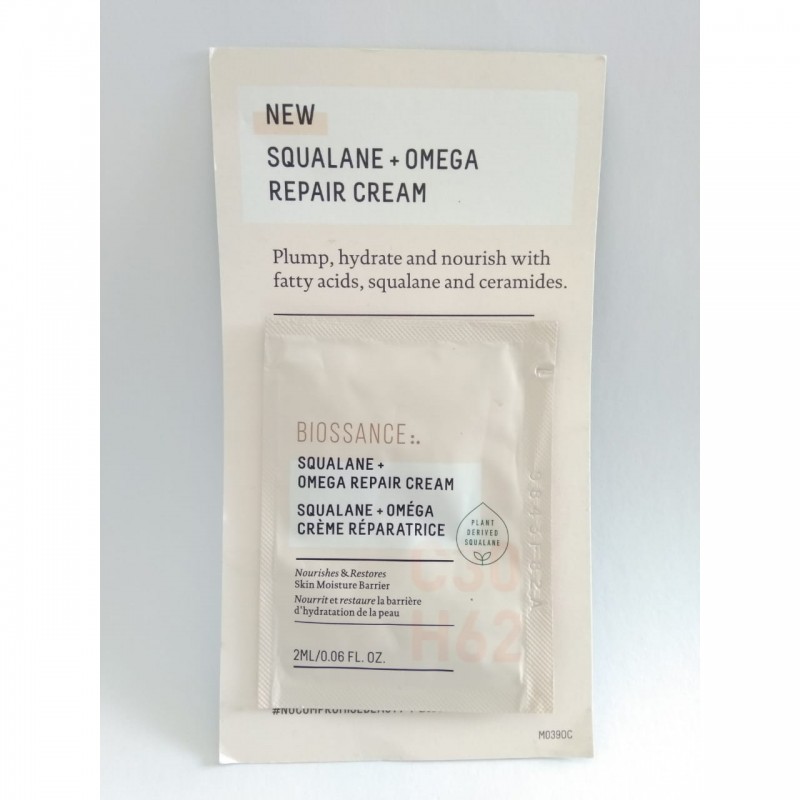 NEW
SQUALANE + OMEGA
REPAIR CREAM
Plump, hydrate and nourish with
fatty acids, squalane and ceramides.
BIOSSANCE:.
SQUALANE +
OMEGA REPAIR CREAM
SQUALANE + OMÉGA
CRÈME RÉPARATRICE
PLANT
DERIVED
SQUALANE
C30
H62
Nourishes & Restores
Skin Moisture Barrier
Nourrit et restaure la barrière
d'hydratation de la peau
2ML/0.06 FL. OZ.
M0390C